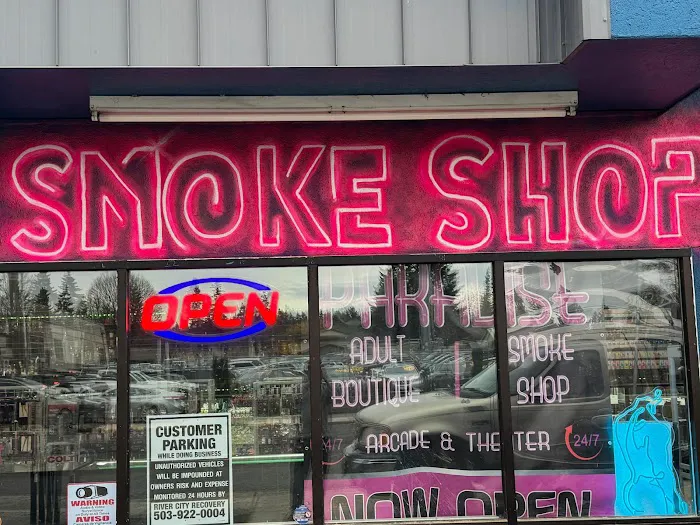 SMOKE SHOP
OPEN
PARADISE
ADULT
BOUTIQUE
SMOKE
SHOP
24/7
ARCADE & THEATER
24/7
NOW OPEN
CUSTOMER
PARKING
WHILE DOING BUSINESS
UNAUTHORIZED VEHICLES
WILL BE IMPOUNDED AT
OWNERS RISK AND EXPENSE
MONITORED 24 HOURS BY
RIVER CITY RECOVERY
503-922-0004
WARNING
AVISO